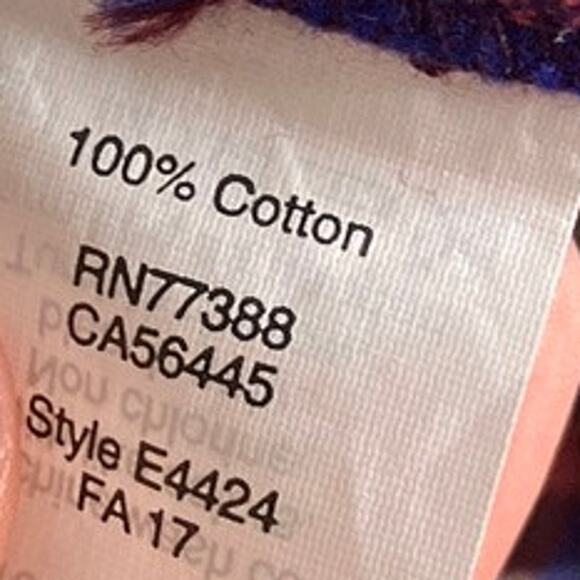 100% Cotton
RN77388
CA56445
Style E4424
FA 17